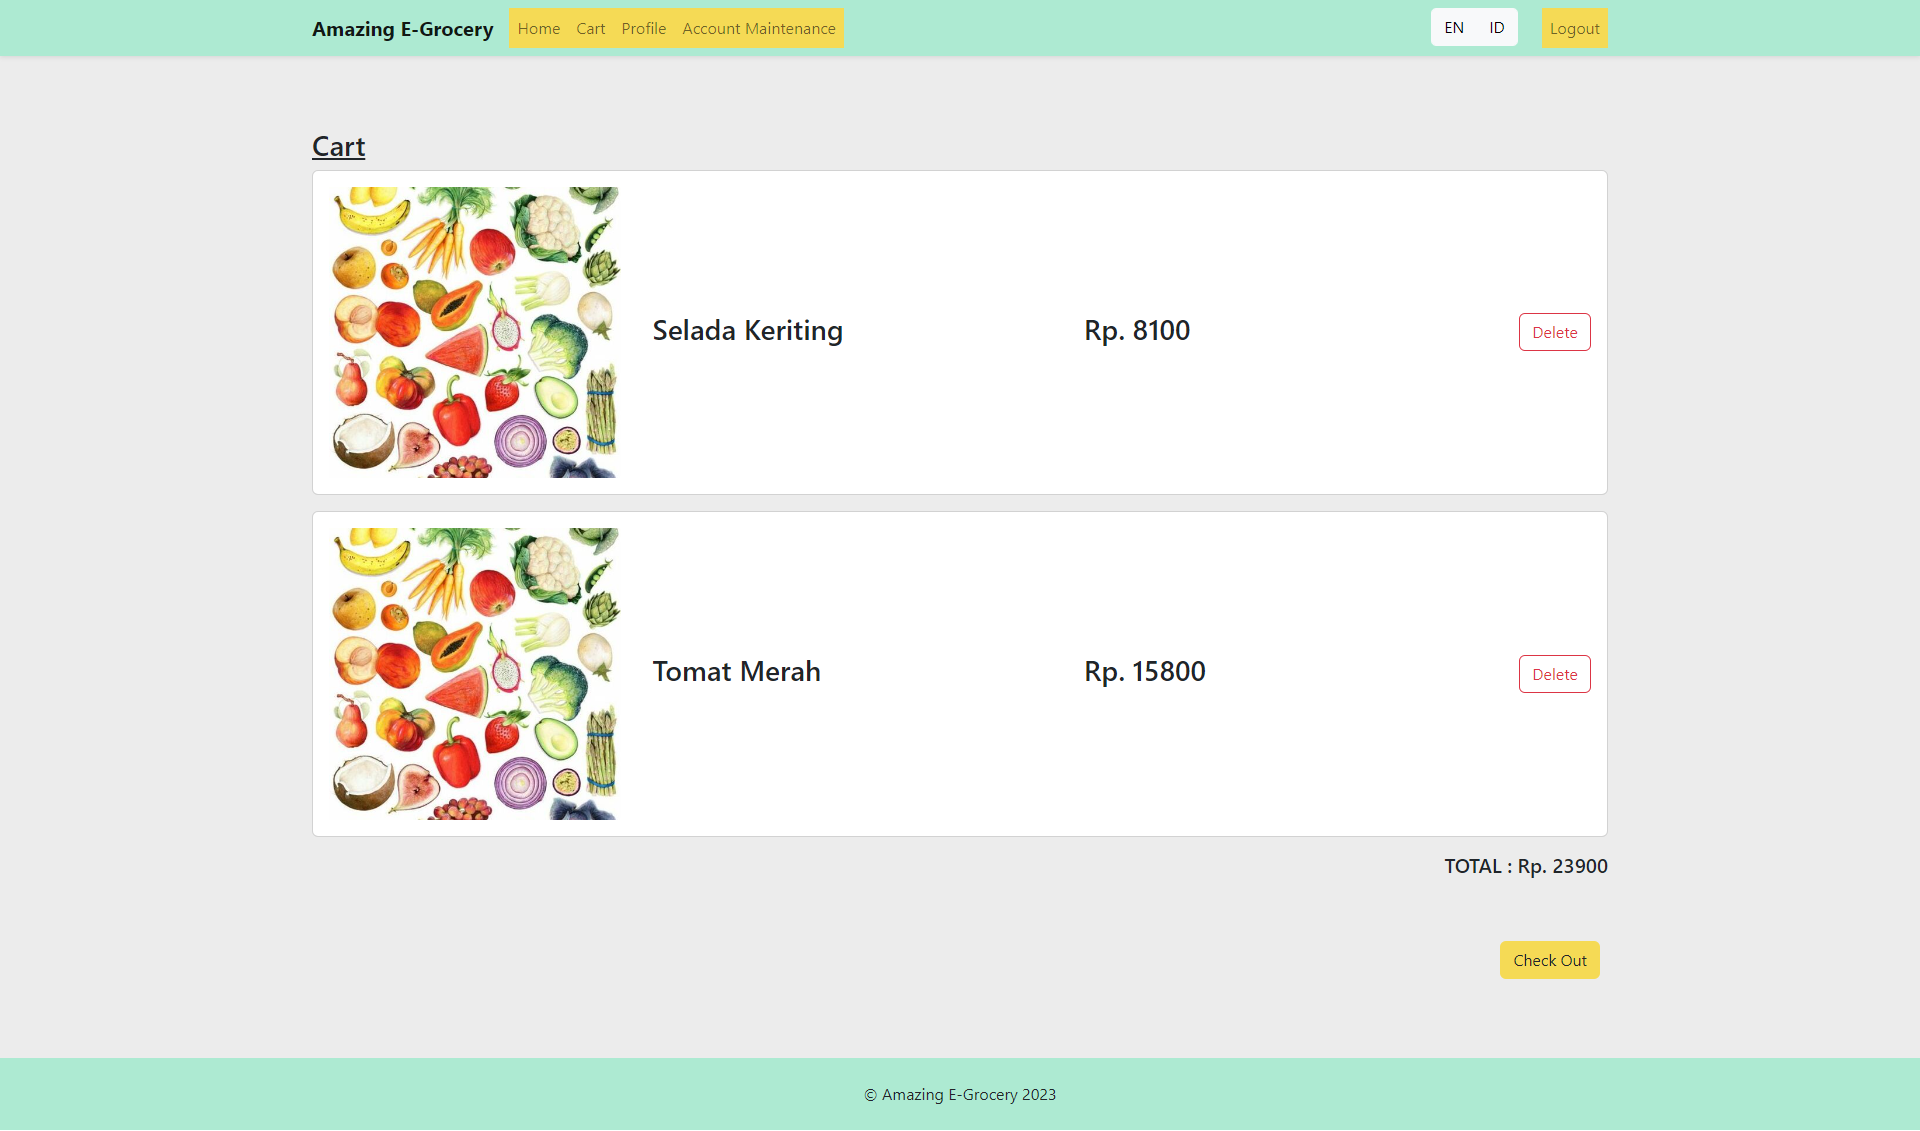 Amazing E-Grocery Home Cart Profile Account Maintenance EN ID Logout
Cart
Selada Keriting Rp. 8100 Delete
Tomat Merah Rp. 15800 Delete
TOTAL : Rp. 23900
Check Out
© Amazing E-Grocery 2023